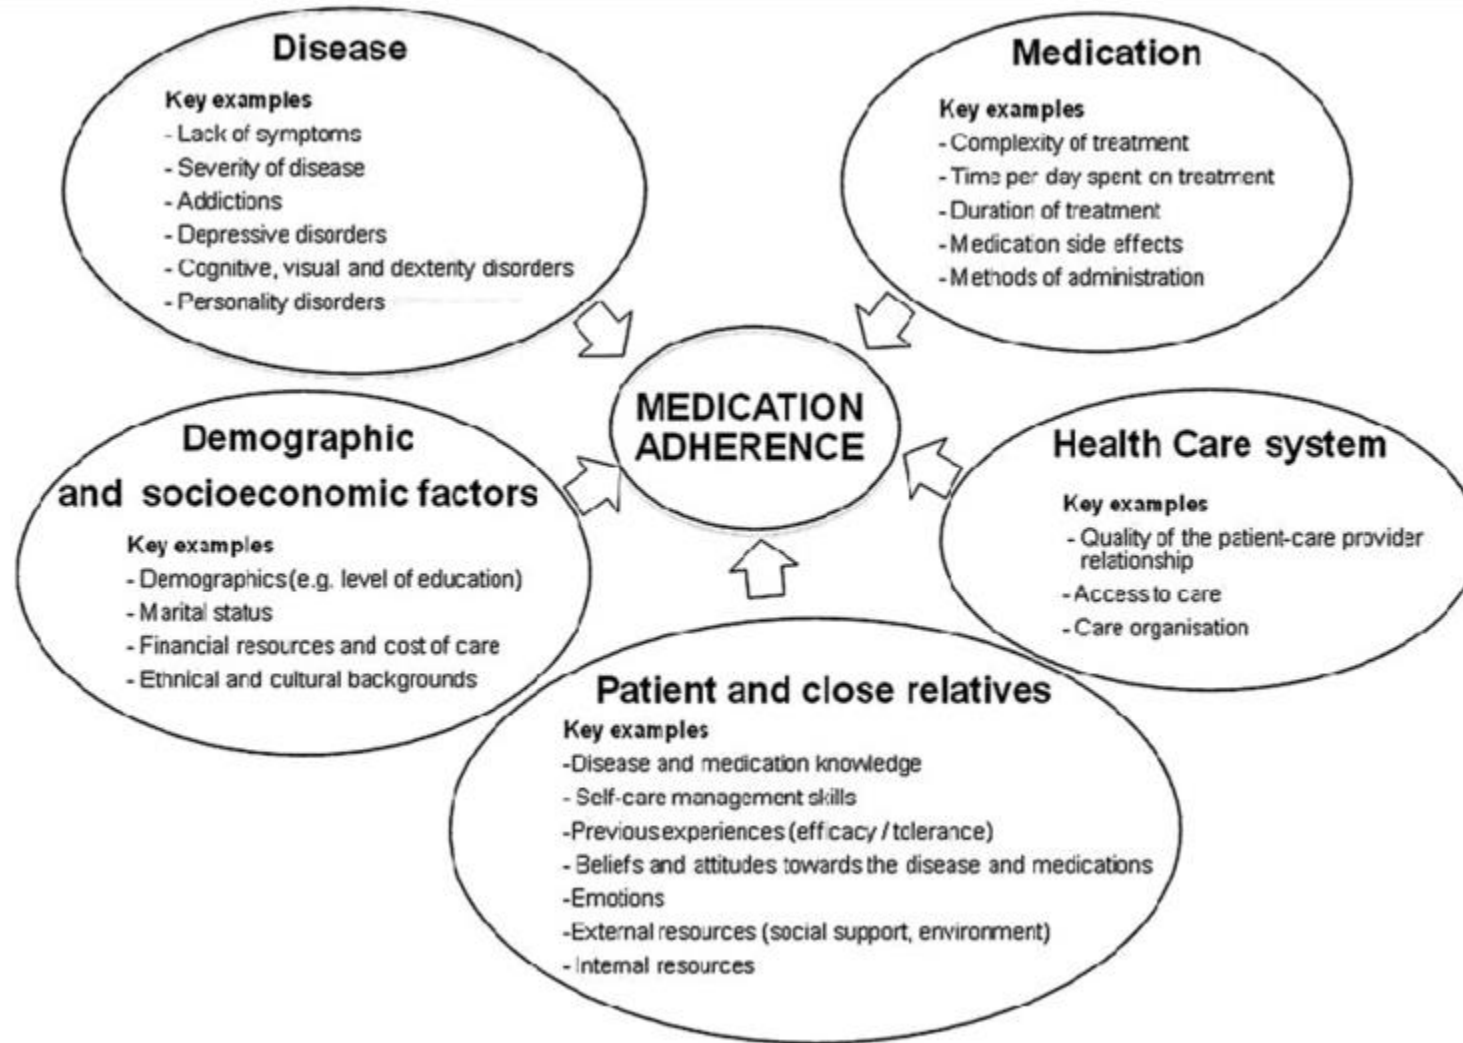 Disease
Key examples
- Lack of symptoms
- Severity of disease
- Addictions
- Depressive disorders
- Cognitive, visual and dexterity disorders
- Personality disorders
Medication
Key examples
- Complexity of treatment
- Time per day spent on treatment
- Duration of treatment
- Medication side effects
- Methods of administration
MEDICATION
ADHERENCE
Demographic
and socioeconomic factors
Key examples
- Demographics (e.g. level of education)
- Marital status
- Financial resources and cost of care
- Ethnical and cultural backgrounds
Health Care system
Key examples
- Quality of the patient-care provider
relationship
- Access to care
- Care organisation
Patient and close relatives
Key examples
-Disease and medication knowledge
- Self-care management skills
-Previous experiences (efficacy / tolerance)
- Beliefs and attitudes towards the disease and medications
-Emotions
-External resources (social support, environment)
- Internal resources